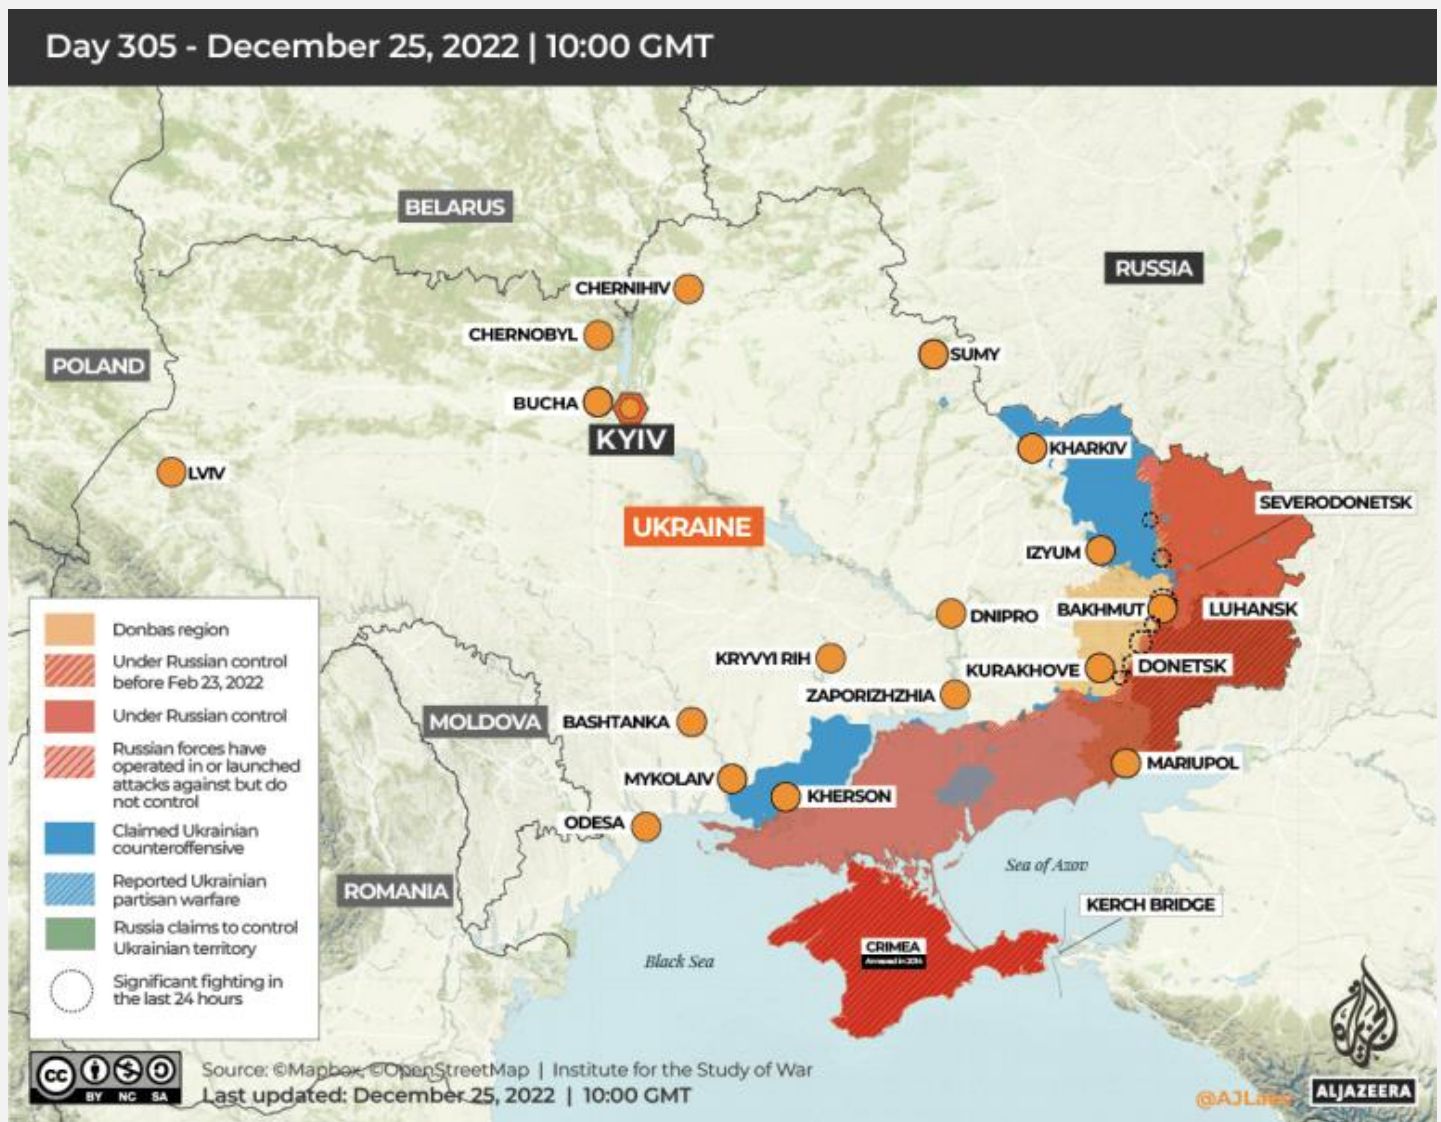 Day 305 - December 25, 2022 | 10:00 GMT
BELARUS
RUSSIA
CHERNIHIV
CHERNOBYL
SUMY
POLAND
BUCHA
KYIV
KHARKIV
LVIV
SEVERODONETSK
UKRAINE
IZYUM
BAKHMUT
LUHANSK
DNIPRO
KRYVYI RIH
KURAKHOVE
DONETSK
ZAPORIZHZHIA
MOLDOVA
BASHTANKA
MARIUPOL
MYKOLAIV
KHERSON
ODESA
Sea of Azov
ROMANIA
KERCH BRIDGE
CRIMEA
Annexed in 2014
Black Sea
Donbas region
Under Russian control
before Feb 23, 2022
Under Russian control
Russian forces have
operated in or launched
attacks against but do
not control
Claimed Ukrainian
counteroffensive
Reported Ukrainian
partisan warfare
Russia claims to control
Ukrainian territory
Significant fighting in
the last 24 hours
cc BY NC SA
Source: ©Mapbox, ©OpenStreetMap | Institute for the Study of War
Last updated: December 25, 2022 | 10:00 GMT
ALJAZEERA